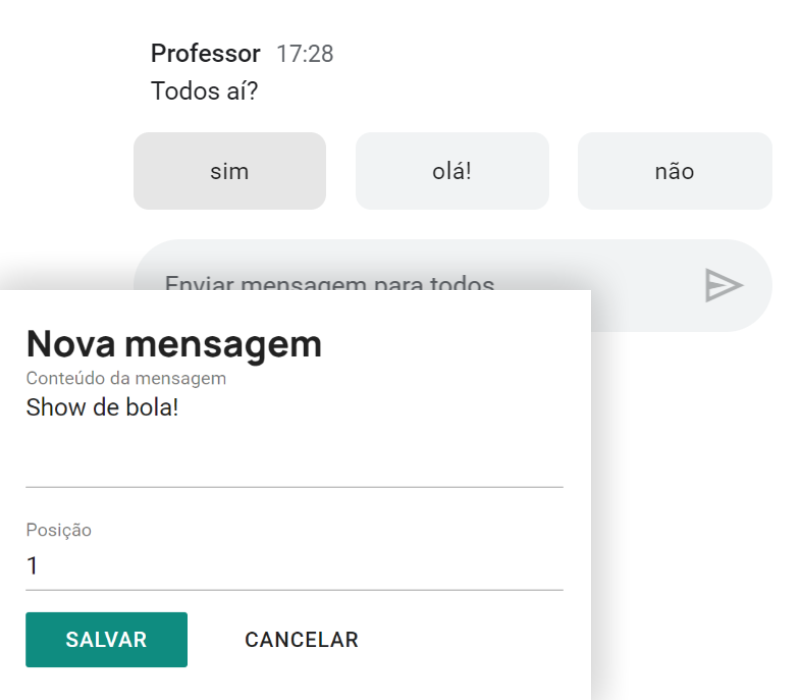 Professor 17:28
Todos aí?
sim olá! não
Enviar mensagem para todos
Nova mensagem
Conteúdo da mensagem
Show de bola!
Posição
1
SALVAR CANCELAR